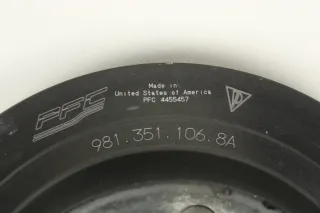 PFC
Made in:
United States of America
PFC 4455457
981.351.106.8A